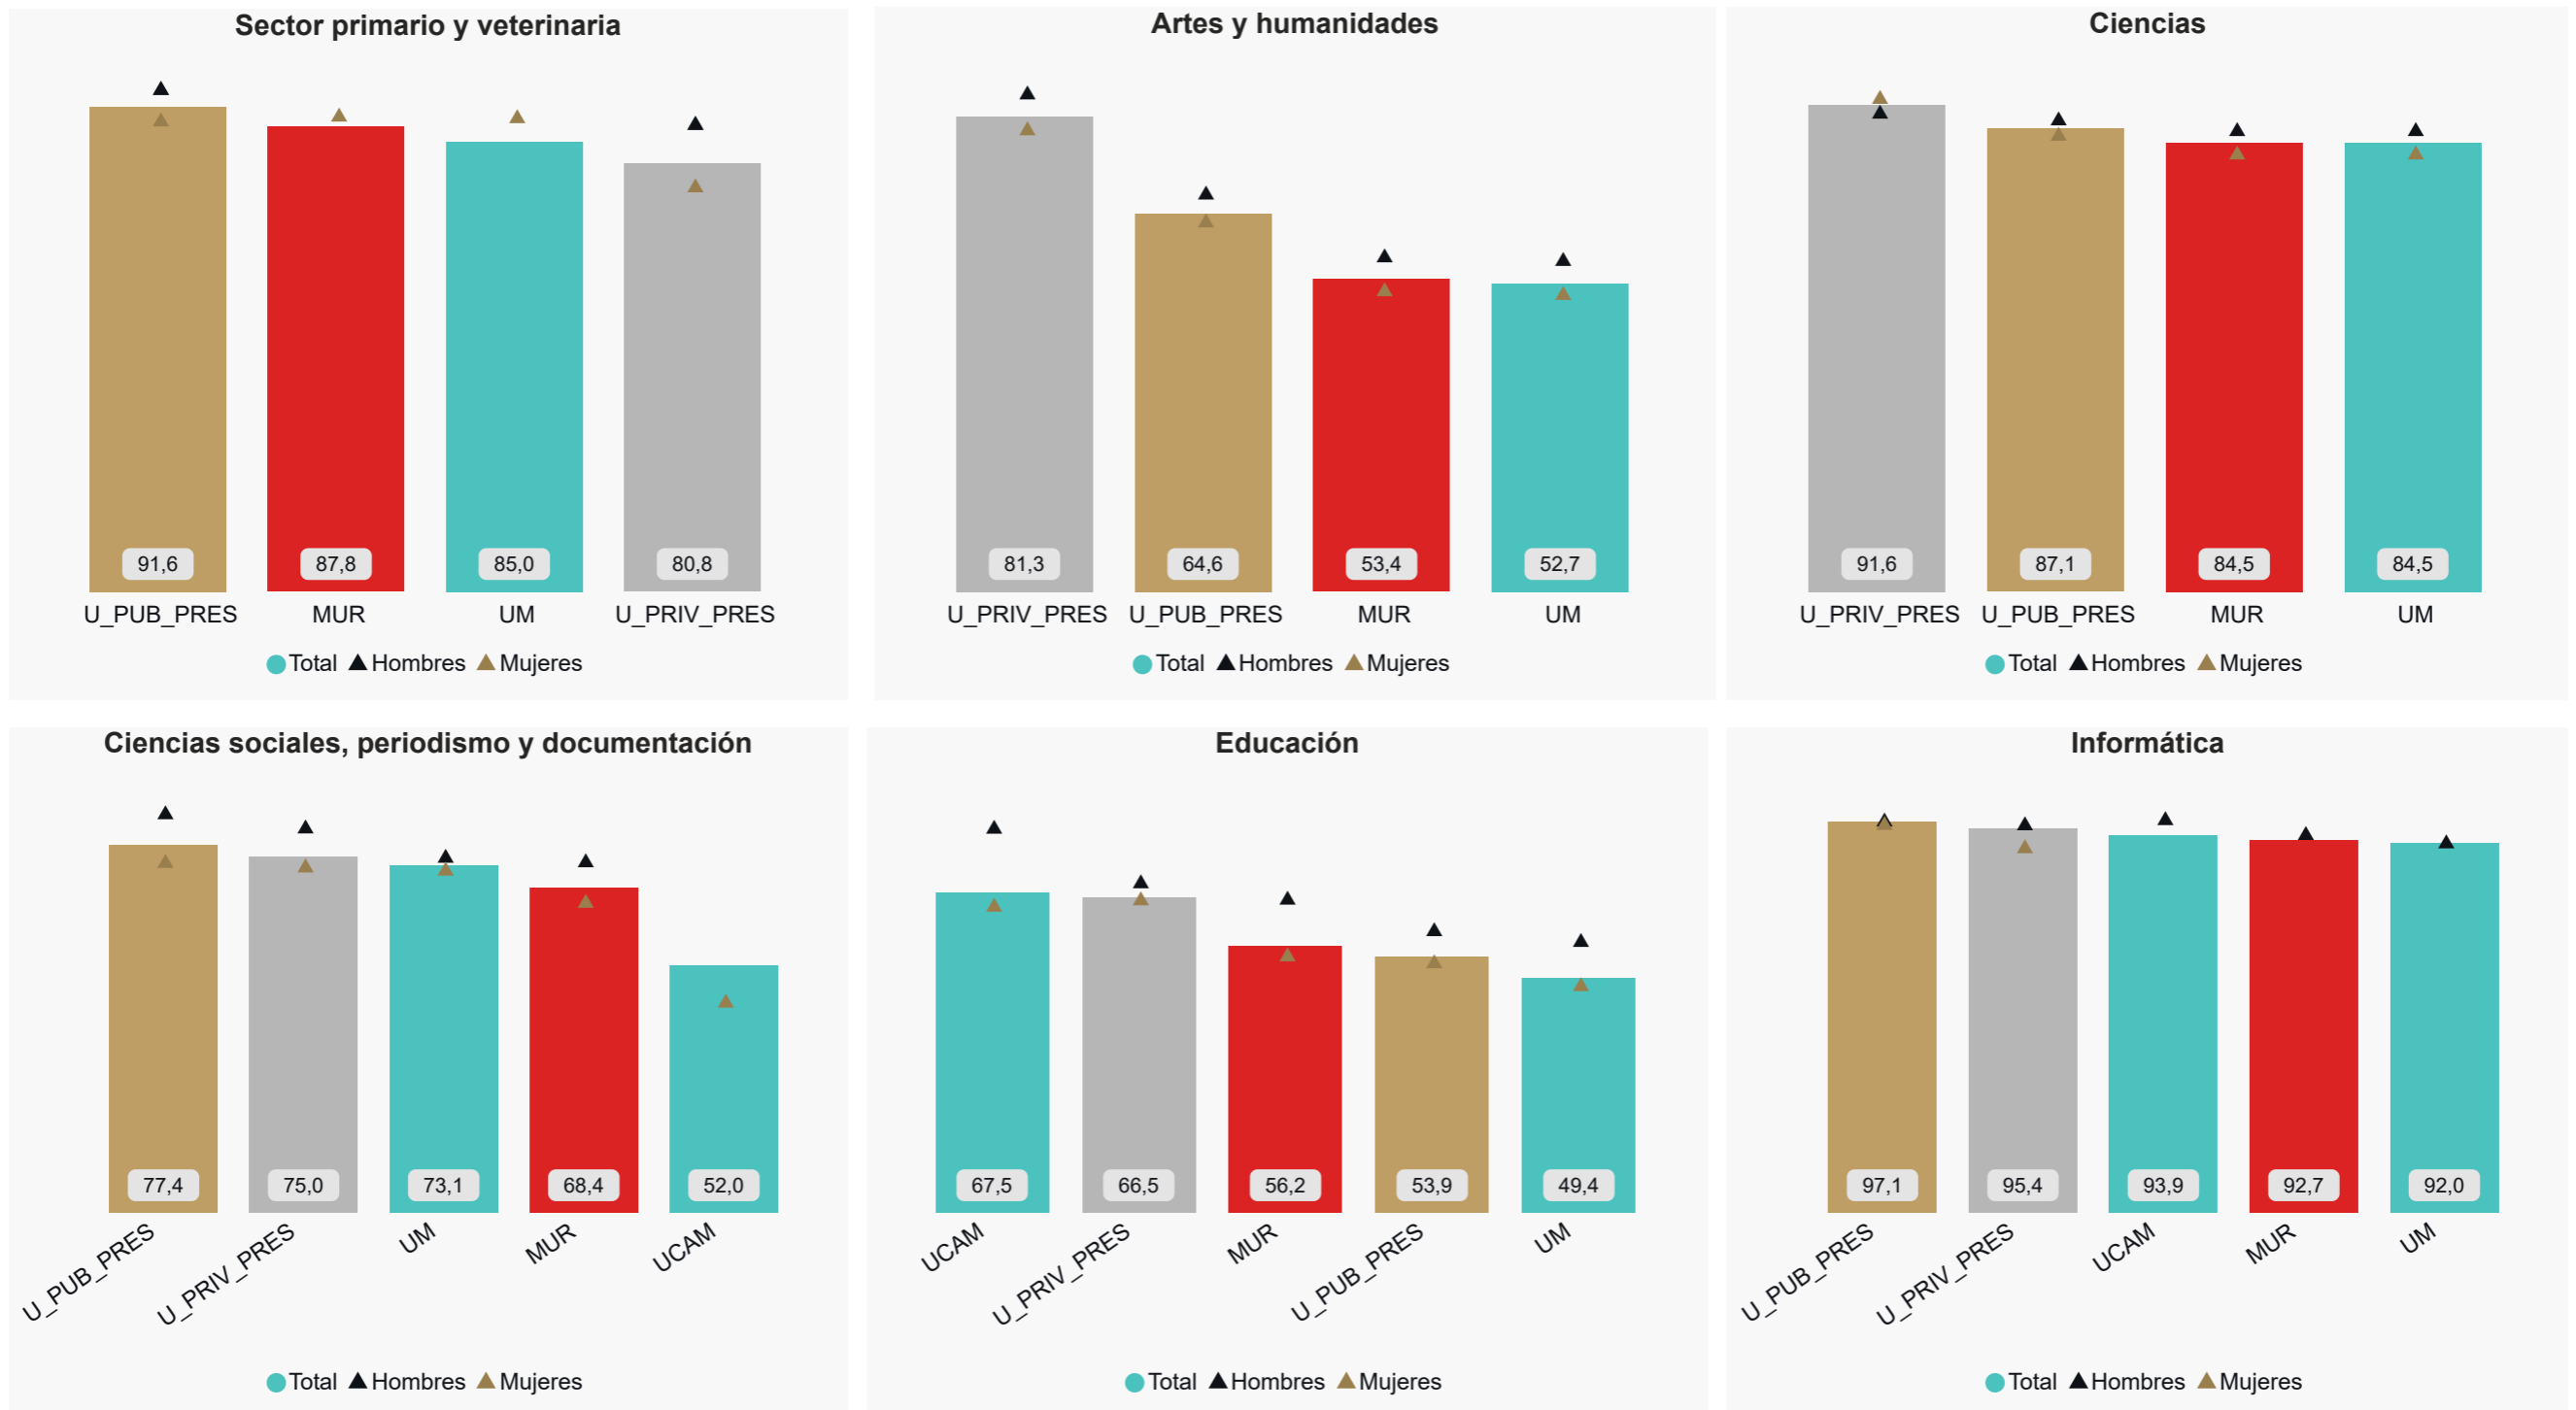 Sector primario y veterinaria
91,6 87,8 85,0 80,8
U_PUB_PRES MUR UM U_PRIV_PRES
Total Hombres Mujeres
Artes y humanidades
81,3 64,6 53,4 52,7
U_PRIV_PRES U_PUB_PRES MUR UM
Total Hombres Mujeres
Ciencias
91,6 87,1 84,5 84,5
U_PRIV_PRES U_PUB_PRES MUR UM
Total Hombres Mujeres
Ciencias sociales, periodismo y documentación
77,4 75,0 73,1 68,4 52,0
U_PUB_PRES U_PRIV_PRES UM MUR UCAM
Total Hombres Mujeres
Educación
67,5 66,5 56,2 53,9 49,4
UCAM U_PRIV_PRES MUR U_PUB_PRES UM
Total Hombres Mujeres
Informática
97,1 95,4 93,9 92,7 92,0
U_PUB_PRES U_PRIV_PRES UCAM MUR UM
Total Hombres Mujeres